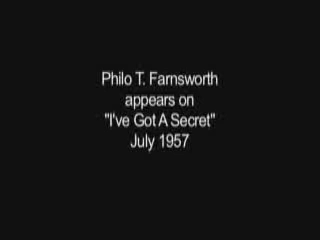 Philo T. Farnsworth
appears on
"I've Got A Secret"
July 1957